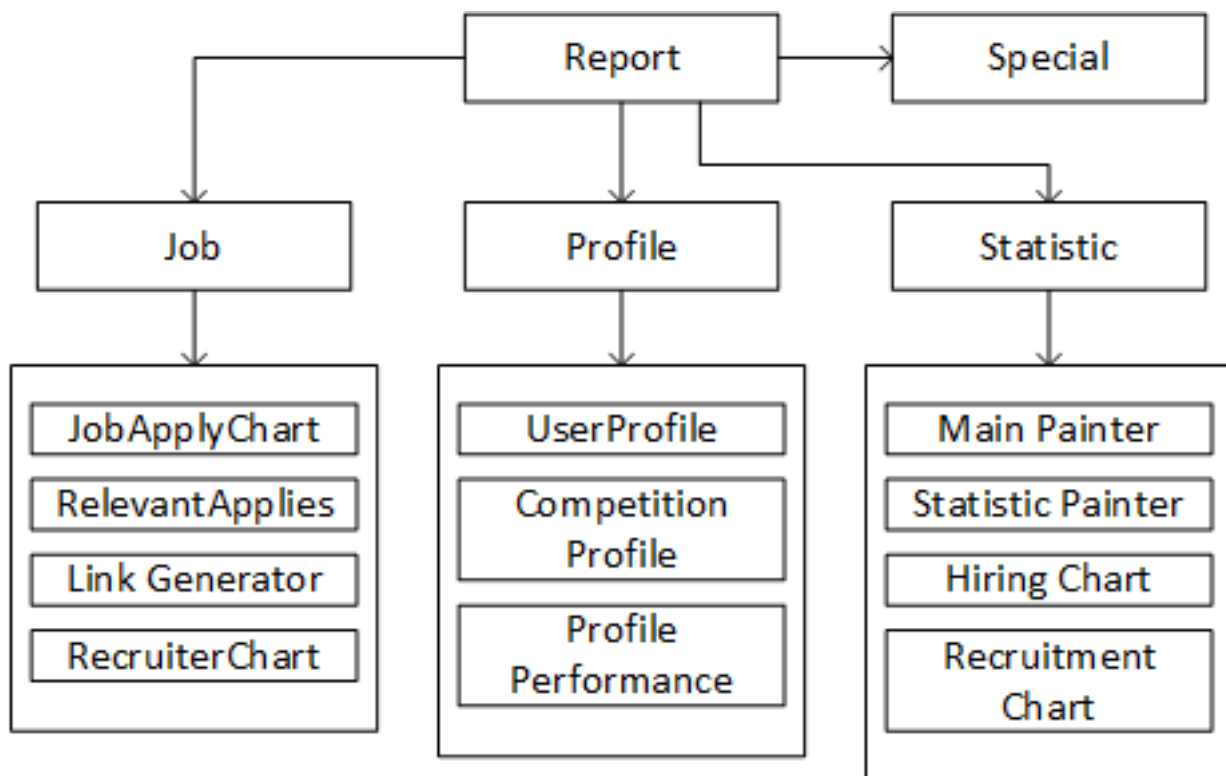 Report
Special
Job
Profile
Statistic
JobApplyChart
RelevantApplies
Link Generator
RecruiterChart
UserProfile
Competition
Profile
Profile
Performance
Main Painter
Statistic Painter
Hiring Chart
Recruitment
Chart